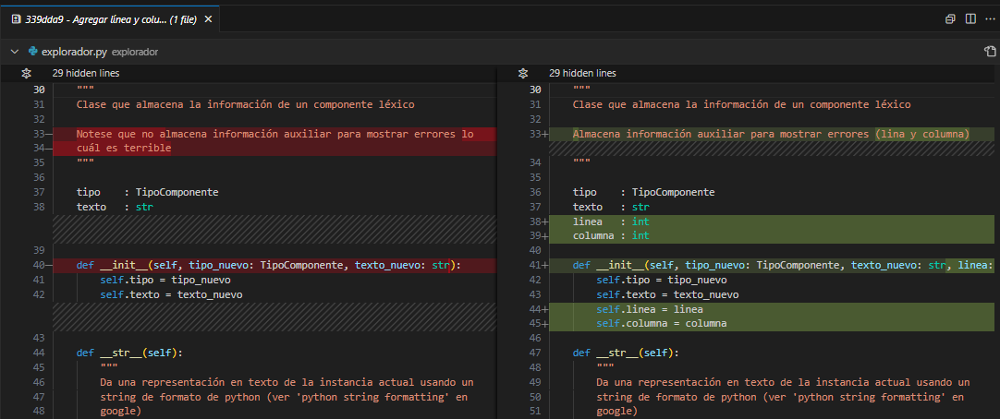 339dda9 - Agregar línea y colu... (1 file)
explorador.py explorador
29 hidden lines
30 """
31 Clase que almacena la información de un componente léxico
32
33 Notese que no almacena información auxiliar para mostrar errores lo
34 cuál es terrible
35 """
36
37 tipo : TipoComponente
38 texto : str
39
40 def __init__(self, tipo_nuevo: TipoComponente, texto_nuevo: str):
41 self.tipo = tipo_nuevo
42 self.texto = texto_nuevo
43
44 def __str__(self):
45 """
46 Da una representación en texto de la instancia actual usando un
47 string de formato de python (ver 'python string formatting' en
48 google)
29 hidden lines
30 """
31 Clase que almacena la información de un componente léxico
32
33+ Almacena información auxiliar para mostrar errores (lina y columna)
34 """
35
36 tipo : TipoComponente
37 texto : str
38+ linea : int
39+ columna : int
40
41+ def __init__(self, tipo_nuevo: TipoComponente, texto_nuevo: str, linea:
42 self.tipo = tipo_nuevo
43 self.texto = texto_nuevo
44+ self.linea = linea
45+ self.columna = columna
46
47 def __str__(self):
48 """
49 Da una representación en texto de la instancia actual usando un
50 string de formato de python (ver 'python string formatting' en
51 google)